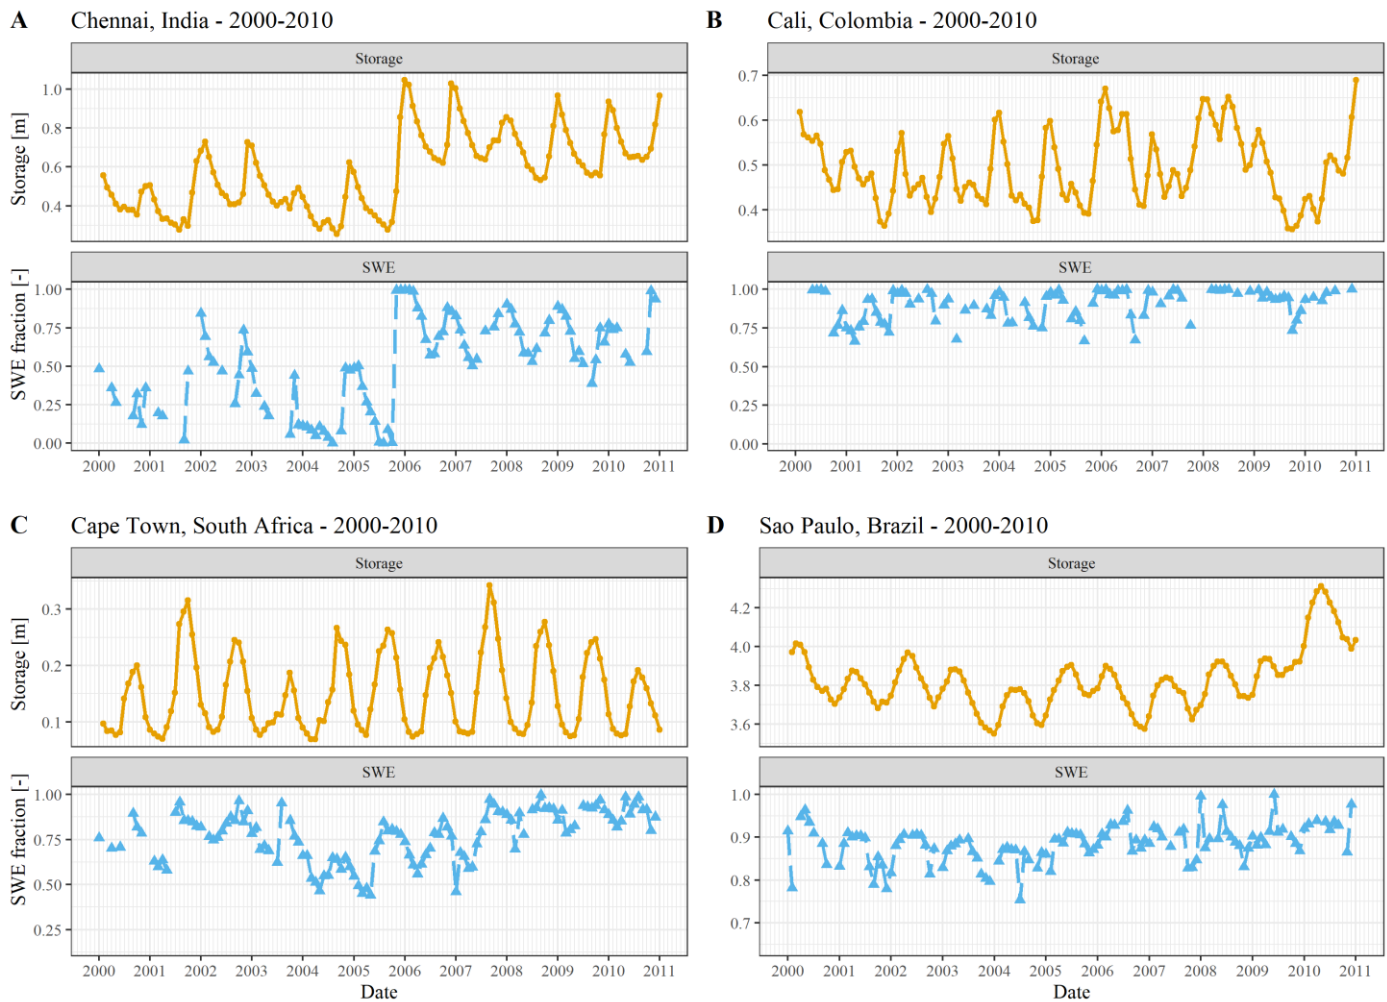 A Chennai, India - 2000-2010
Storage
Storage [m]
1.0
0.8
0.6
0.4
SWE
SWE fraction [-]
1.00
0.75
0.50
0.25
0.00
2000 2001 2002 2003 2004 2005 2006 2007 2008 2009 2010 2011
B Cali, Colombia - 2000-2010
Storage
0.7
0.6
0.5
0.4
SWE
1.00
0.75
0.50
0.25
0.00
2000 2001 2002 2003 2004 2005 2006 2007 2008 2009 2010 2011
C Cape Town, South Africa - 2000-2010
Storage
Storage [m]
0.3
0.2
0.1
SWE
SWE fraction [-]
1.00
0.75
0.50
0.25
2000 2001 2002 2003 2004 2005 2006 2007 2008 2009 2010 2011
Date
D Sao Paulo, Brazil - 2000-2010
Storage
4.2
4.0
3.8
3.6
SWE
1.0
0.9
0.8
0.7
2000 2001 2002 2003 2004 2005 2006 2007 2008 2009 2010 2011
Date